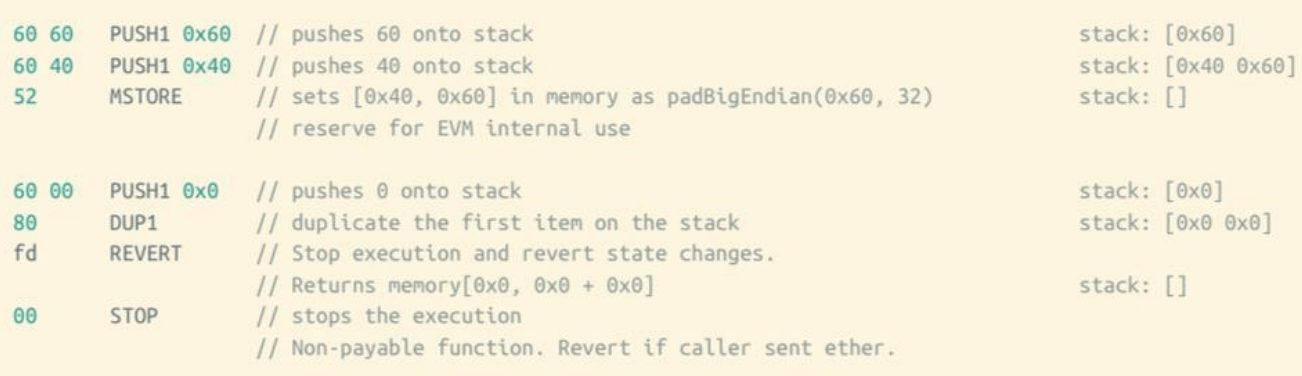 60 60 PUSH1 0x60 // pushes 60 onto stack stack: [0x60]
60 40 PUSH1 0x40 // pushes 40 onto stack stack: [0x40 0x60]
52 MSTORE // sets [0x40, 0x60] in memory as padBigEndian(0x60, 32) stack: []
// reserve for EVM internal use
60 00 PUSH1 0x0 // pushes 0 onto stack stack: [0x0]
80 DUP1 // duplicate the first item on the stack stack: [0x0 0x0]
fd REVERT // Stop execution and revert state changes.
// Returns memory[0x0, 0x0 + 0x0] stack: []
00 STOP // stops the execution
// Non-payable function. Revert if caller sent ether.